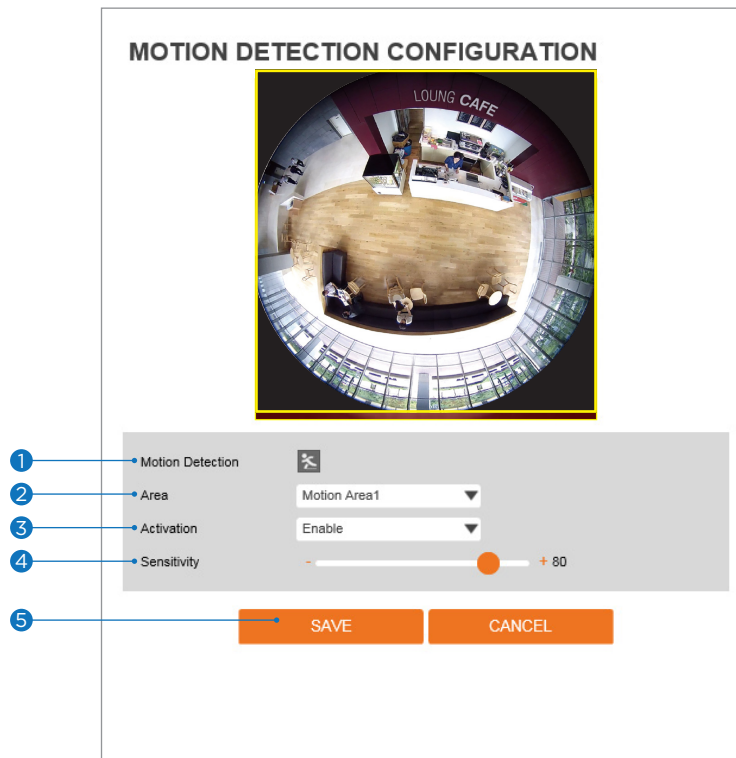 MOTION DETECTION CONFIGURATION
LOUNG CAFE
1 Motion Detection
2 Area Motion Area1
3 Activation Enable
4 Sensitivity - + 80
5 SAVE CANCEL